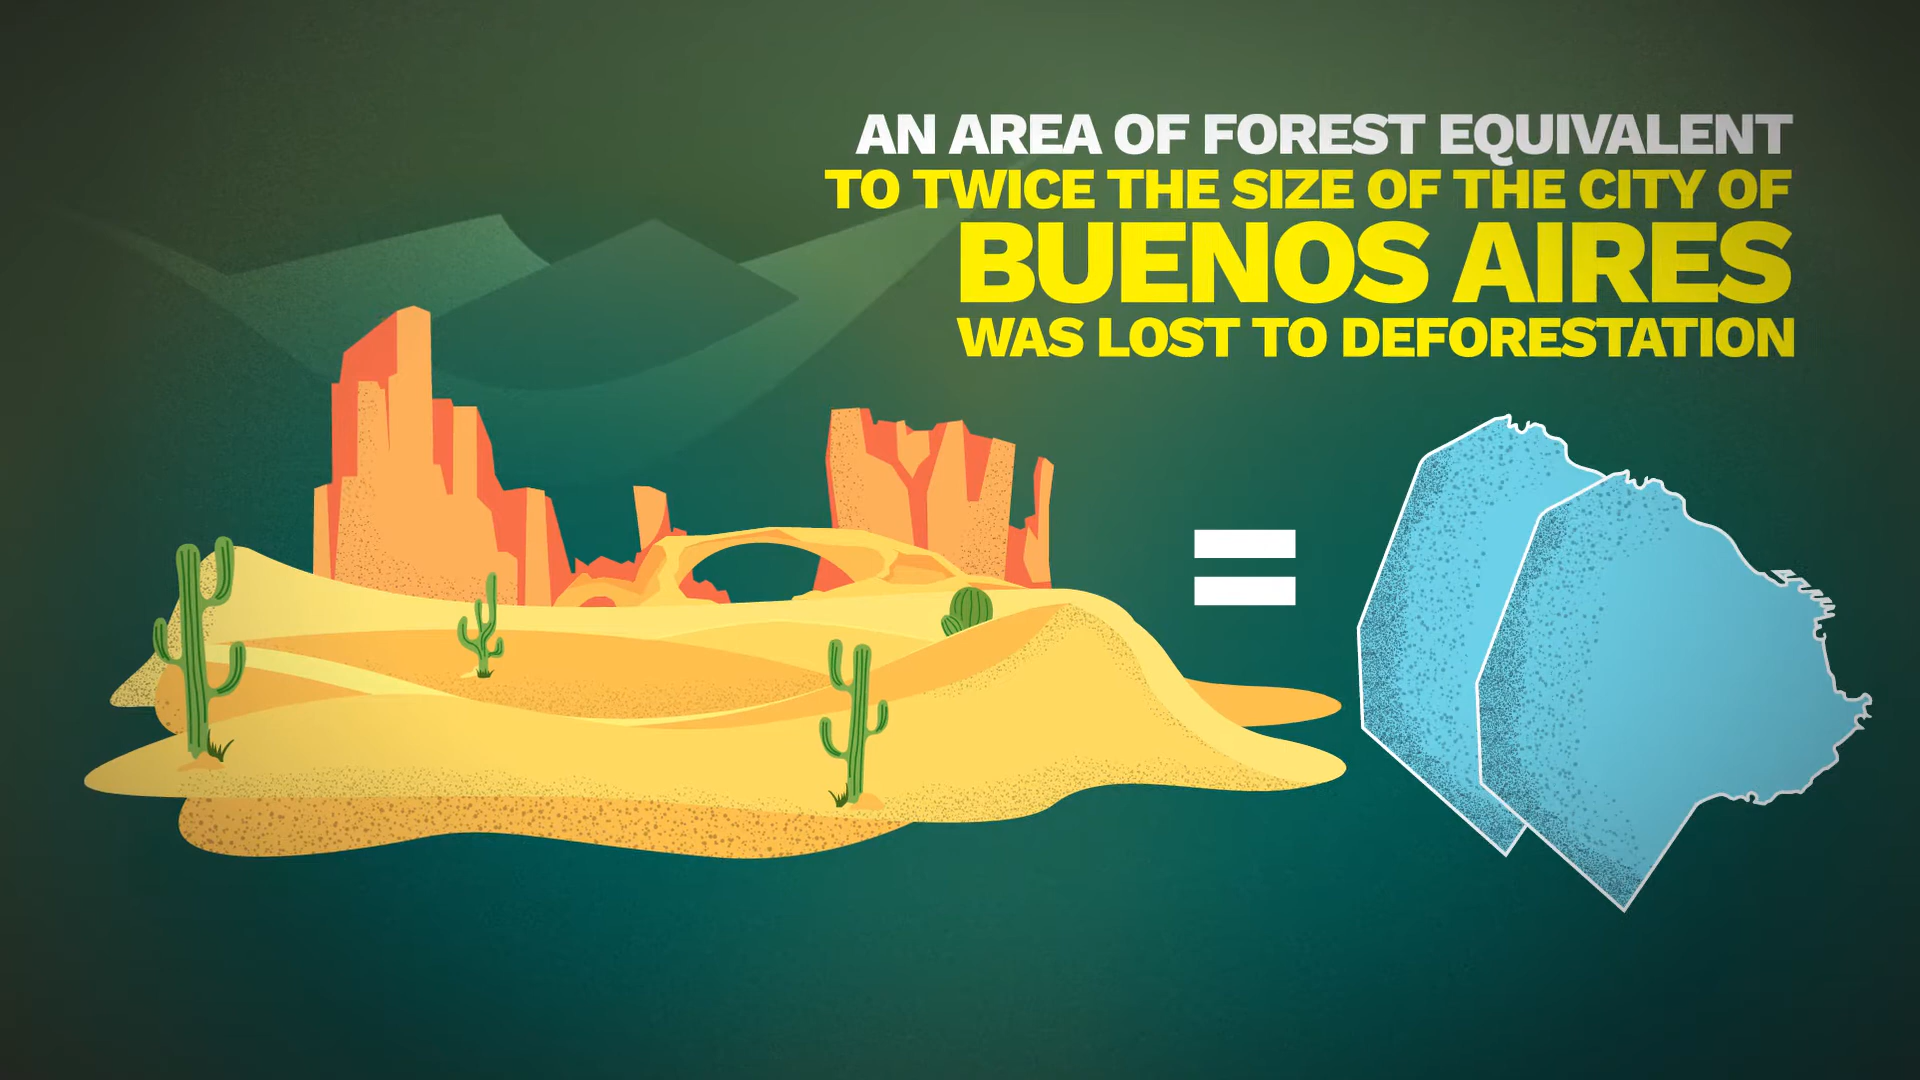 AN AREA OF FOREST EQUIVALENT
TO TWICE THE SIZE OF THE CITY OF
BUENOS AIRES
WAS LOST TO DEFORESTATION
=